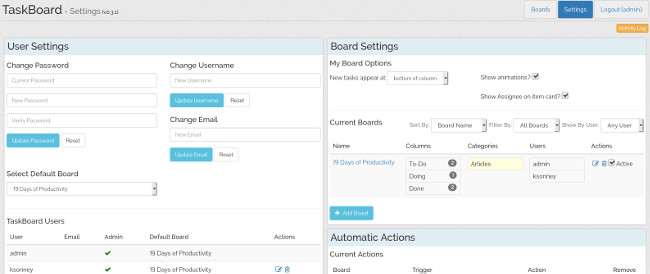 TaskBoard - Settings (v0.3.1)
Boards
Settings
Logout (admin)
Activity Log
User Settings
Change Password
Current Password
New Password
Verify Password
Update Password
Reset
Change Username
New Username
Update Username
Reset
Change Email
New Email
Update Email
Reset
Select Default Board
19 Days of Productivity
TaskBoard Users
User Email Admin Default Board Actions
admin 19 Days of Productivity
ksonney 19 Days of Productivity
Board Settings
My Board Options
New tasks appear at bottom of column
Show animations?
Show Assignee on item card?
Current Boards
Sort By: Board Name Filter By: All Boards Show By User: Any User
Name Columns Categories Users Actions
19 Days of Productivity
To-Do 2
Doing 1
Done 2
Articles
admin
ksonney
Active
+ Add Board
Automatic Actions
Current Actions
Board Trigger Action Remove